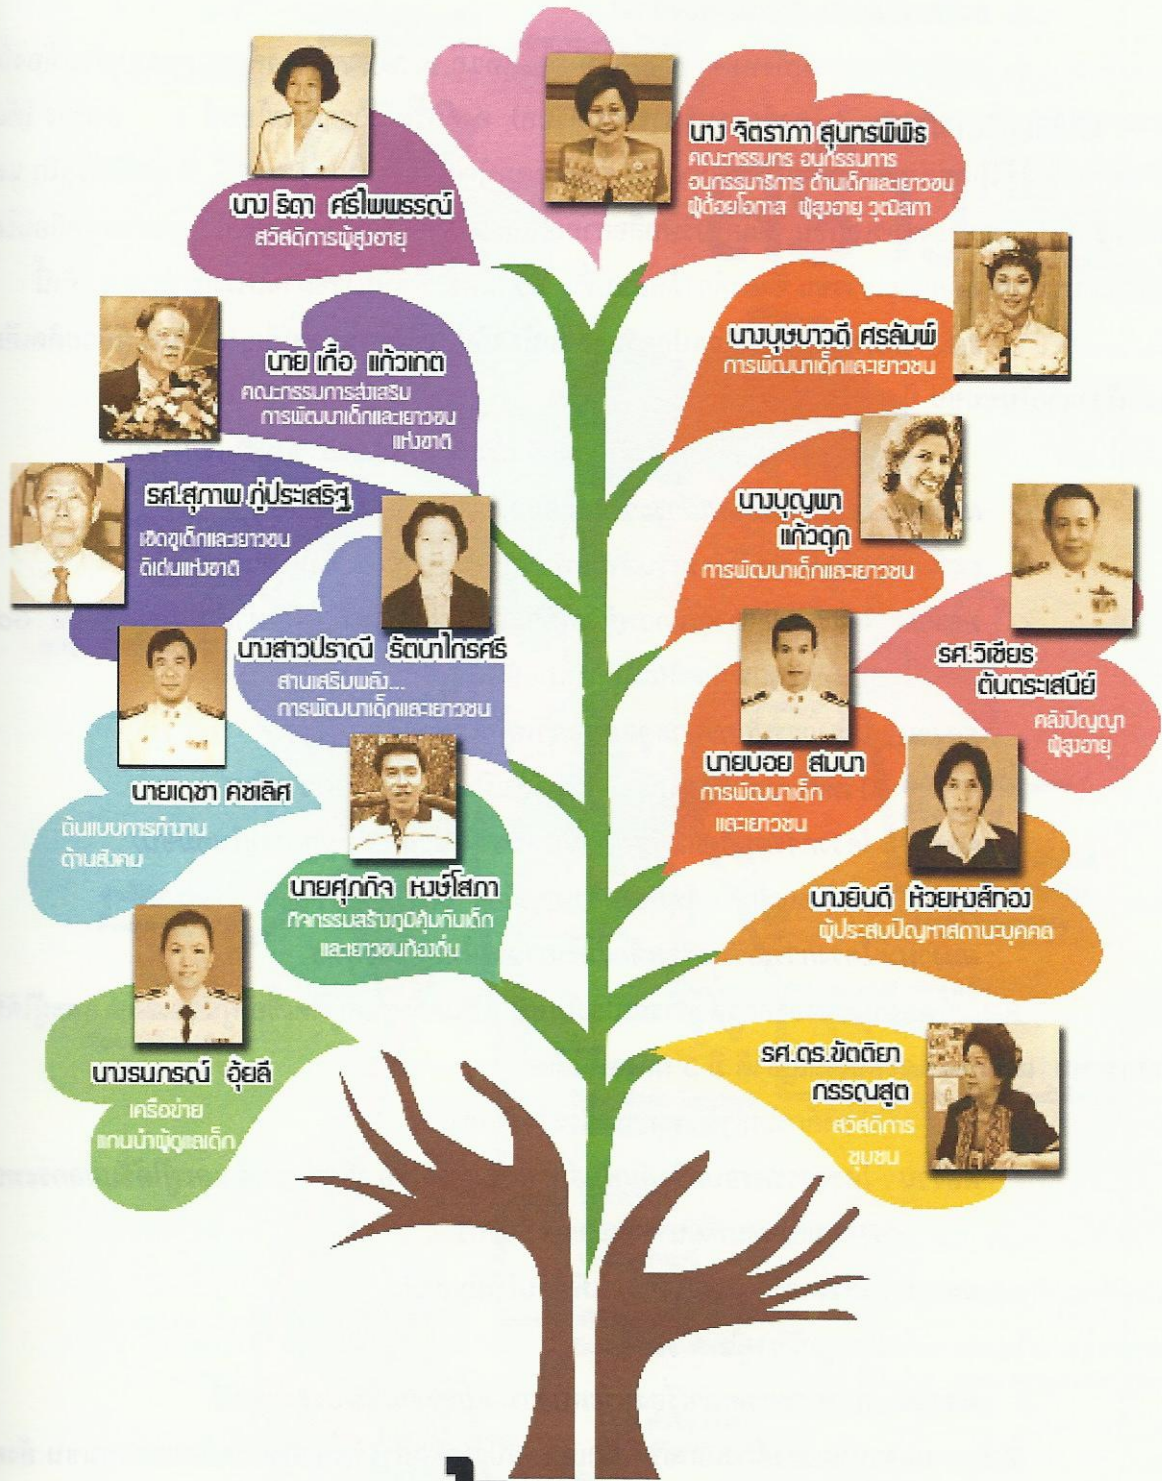 นาง จิตราภา สุนทรพิพิธ
คณะกรรมกร อนุกรรมการ
อนุกรรมาธิการ ด้านเด็กและเยาวชน
ผู้ด้อยโอกาส ผู้สูงอายุ วุฒิสภา
นาง ธิดา ศรีไพพรรณ์
สวัสดิการผู้สูงอายุ
นางบุษบาวดี ศรลัมพ์
การพัฒนาเด็กและเยาวชน
นาย เกื้อ แก้วเกต
คณะกรรมการส่งเสริม
การพัฒนาเด็กและเยาวชน
แห่งชาติ
รศ.สุภาพ ภู่ประเสริฐ
เชิดชูเด็กและเยาวชน
ดีเด่นแห่งชาติ
นางบุญพา
แก้วดุก
การพัฒนาเด็กและเยาวชน
นางสาวปราณี รัตนาไกรศรี
สานเสริมพลัง...
การพัฒนาเด็กและเยาวชน
รศ.วิเชียร
ตันตระเสนีย์
คลังปัญญา
ผู้สูงอายุ
นายบอย สมนา
การพัฒนาเด็ก
และเยาวชน
นายเดชา คชเลิศ
ต้นแบบการทำงาน
ด้านสังคม
นายศุภกิจ หงษ์โสภา
กิจกรรมสร้างภูมิคุ้มกันเด็ก
และเยาวชนท้องถิ่น
นางยินดี ห้วยหงส์ทอง
ผู้ประสบปัญหาสถานะบุคคล
นางธนภรณ์ อุ้ยลี
เครือข่าย
แกนนำผู้ดูแลเด็ก
รศ.ดร.ขัตติยา
กรรณสูต
สวัสดิการ
ชุมชน